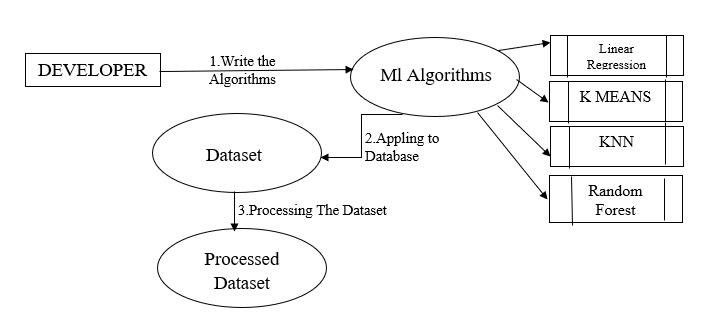 DEVELOPER
1.Write the
Algorithms
Ml Algorithms
Linear
Regression
K MEANS
KNN
Random
Forest
2.Appling to
Database
Dataset
3.Processing The Dataset
Processed
Dataset